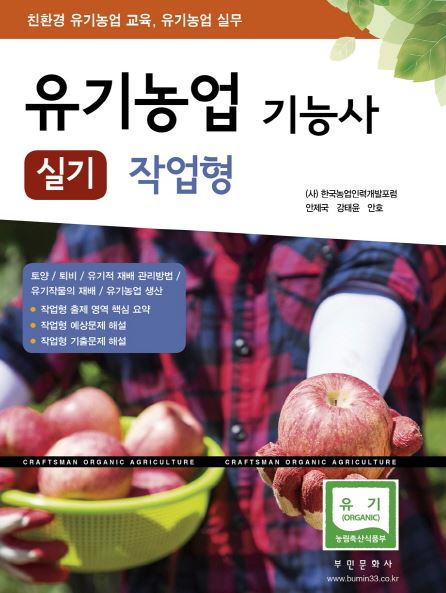 친환경 유기농업 교육, 유기농업 실무
유기농업 기능사
실기 작업형
(사) 한국농업인력개발포럼
안제국 강태윤 안호
토양 / 퇴비 / 유기적 재배 관리방법 /
유기작물의 재배 / 유기농업 생산
작업형 출제 영역 핵심 요약
작업형 예상문제 해설
작업형 기출문제 해설
CRAFTSMAN ORGANIC AGRICULTURE CRAFTSMAN ORGANIC AGRICULTURE
유기
(ORGANIC)
농림축산식품부
부민문화사
www.bumin33.co.kr